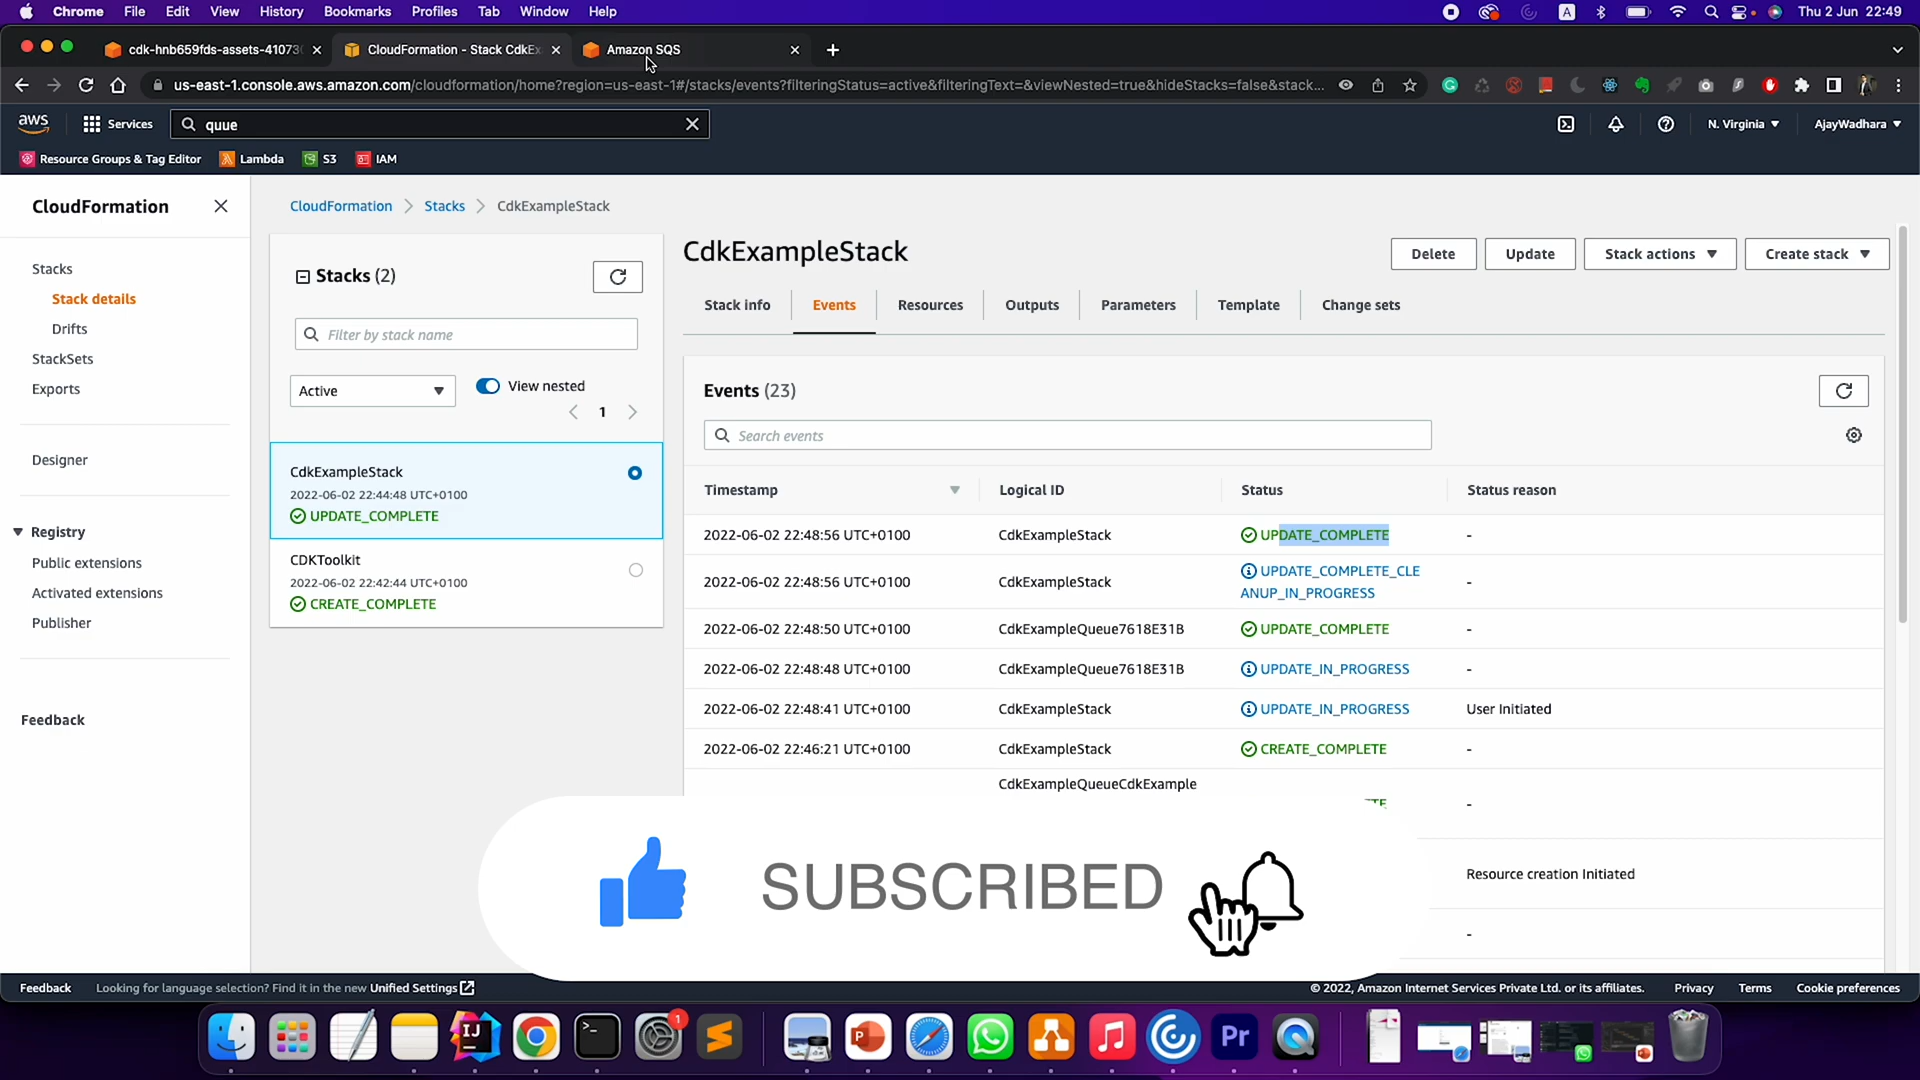 Chrome File Edit View History Bookmarks Profiles Tab Window Help A Thu 2 Jun 22:49
cdk-hnb659fds-assets-41073 CloudFormation - Stack CdkEx Amazon SQS
us-east-1.console.aws.amazon.com/cloudformation/home?region=us-east-1#/stacks/events?filteringStatus=active&filteringText=&viewNested=true&hideStacks=false&stack...
aws Services quue N. Virginia AjayWadhara
Resource Groups & Tag Editor Lambda S3 IAM
CloudFormation
Stacks
Stack details
Drifts
StackSets
Exports
Designer
Registry
Public extensions
Activated extensions
Publisher
Feedback
CloudFormation Stacks CdkExampleStack
Stacks (2)
Filter by stack name
Active View nested
1
CdkExampleStack
2022-06-02 22:44:48 UTC+0100
UPDATE_COMPLETE
CDKToolkit
2022-06-02 22:42:44 UTC+0100
CREATE_COMPLETE
CdkExampleStack
Delete Update Stack actions Create stack
Stack info Events Resources Outputs Parameters Template Change sets
Events (23)
Search events
Timestamp Logical ID Status Status reason
2022-06-02 22:48:56 UTC+0100 CdkExampleStack UPDATE_COMPLETE -
2022-06-02 22:48:56 UTC+0100 CdkExampleStack UPDATE_COMPLETE_CLE
ANUP_IN_PROGRESS -
2022-06-02 22:48:50 UTC+0100 CdkExampleQueue7618E31B UPDATE_COMPLETE -
2022-06-02 22:48:48 UTC+0100 CdkExampleQueue7618E31B UPDATE_IN_PROGRESS -
2022-06-02 22:48:41 UTC+0100 CdkExampleStack UPDATE_IN_PROGRESS User Initiated
2022-06-02 22:46:21 UTC+0100 CdkExampleStack CREATE_COMPLETE -
CdkExampleQueueCdkExample
-
Resource creation Initiated
-
SUBSCRIBED
Feedback Looking for language selection? Find it in the new Unified Settings © 2022, Amazon Internet Services Private Ltd. or its affiliates. Privacy Terms Cookie preferences
IJ >_ 1 P Pr